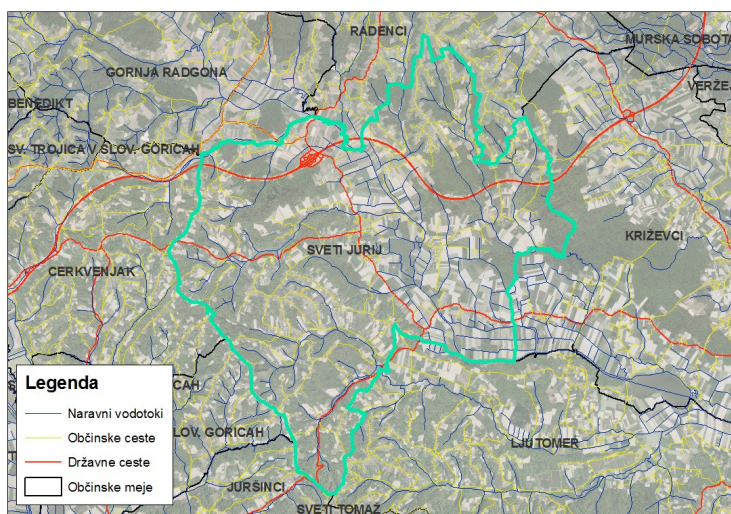 RADENCI
MURSKA SOBOTA
GORNJA RADGONA
VERŽEJ
BENEDIKT
SV. TROJICA V SLOV. GORICAH
KRIŽEVCI
SVETI JURIJ
CERKVENJAK
Legenda
Naravni vodotoki
Občinske ceste
Državne ceste
Občinske meje
CAH
SLOV. GORICAH
LJUTOMER
JURŠINCI
SVETI TOMAŽ